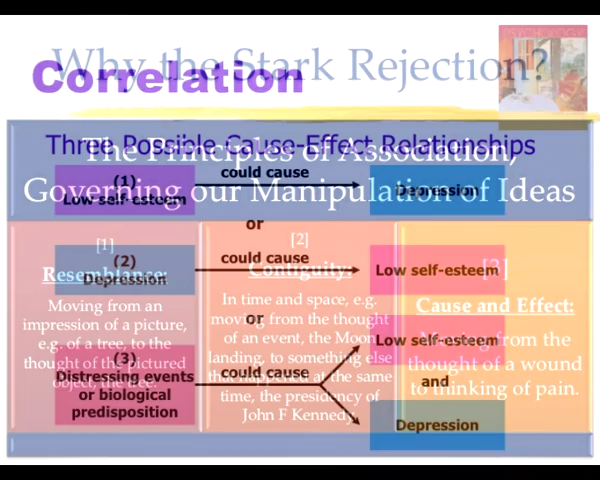 Why the Stark Rejection?
Correlation
PSYCHOLOGY
Three Possible Cause-Effect Relationships
The Principles of Association,
Governing our Manipulation of Ideas
(1)
Low self-esteem
could cause
Depression
or
(2)
Depression
could cause
Low self-esteem
or
(3)
Distressing events
or biological
predisposition
could cause
Low self-esteem
and
Depression
[1]
Resemblance:
Moving from an
impression of a picture,
e.g. of a tree, to the
thought of the pictured
object, the tree.
[2]
Contiguity:
In time and space, e.g.
moving from the thought
of an event, the Moon
landing, to something else
that happened at the same
time, the presidency of
John F Kennedy.
[3]
Cause and Effect:
Moving from the
thought of a wound
to thinking of pain.